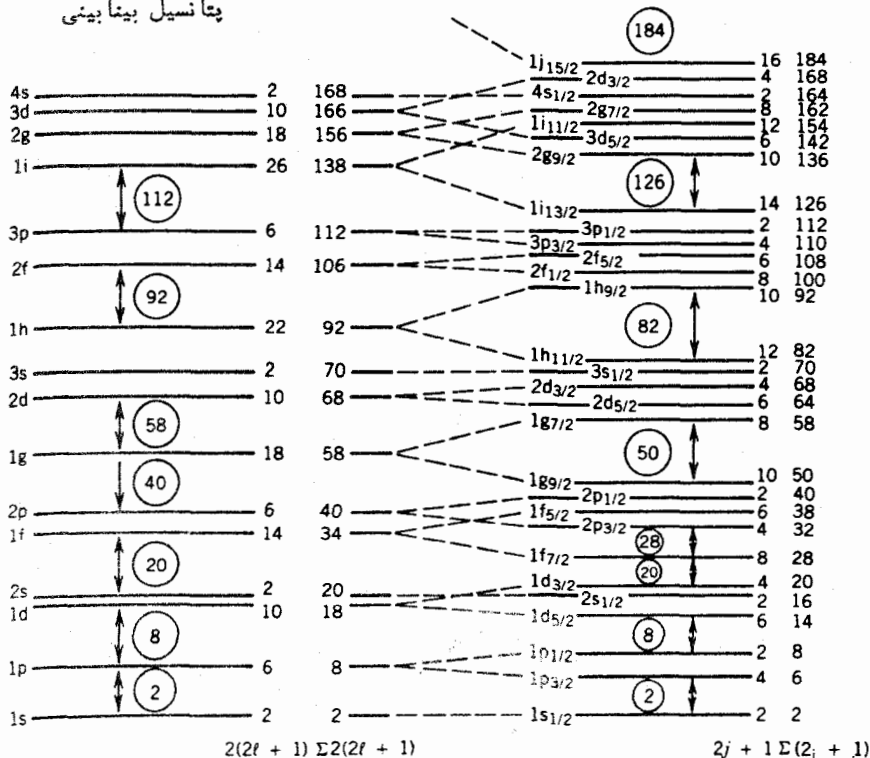 پتانسیل بینابینی
4s 2 168
3d 10 166
2g 18 156
1i 26 138
112
3p 6 112
2f 14 106
92
1h 22 92
3s 2 70
2d 10 68
58
1g 18 58
40
2p 6 40
1f 14 34
20
2s 2 20
1d 10 18
8
1p 6 8
2
1s 2 2
2(2ℓ + 1) Σ2(2ℓ + 1)
184
1j15/2 16 184
2d3/2 4 168
4s1/2 2 164
2g7/2 8 162
1i11/2 12 154
3d5/2 6 142
2g9/2 10 136
126
1i13/2 14 126
3p1/2 2 112
3p3/2 4 110
2f5/2 6 108
2f1/2 8 100
1h9/2 10 92
82
1h11/2 12 82
3s1/2 2 70
2d3/2 4 68
2d5/2 6 64
1g7/2 8 58
50
1g9/2 10 50
2p1/2 2 40
1f5/2 6 38
2p3/2 4 32
28
1f7/2 8 28
20
1d3/2 4 20
2s1/2 2 16
1d5/2 6 14
8
1p1/2 2 8
1p3/2 4 6
2
1s1/2 2 2
2j + 1 Σ(2j + 1)